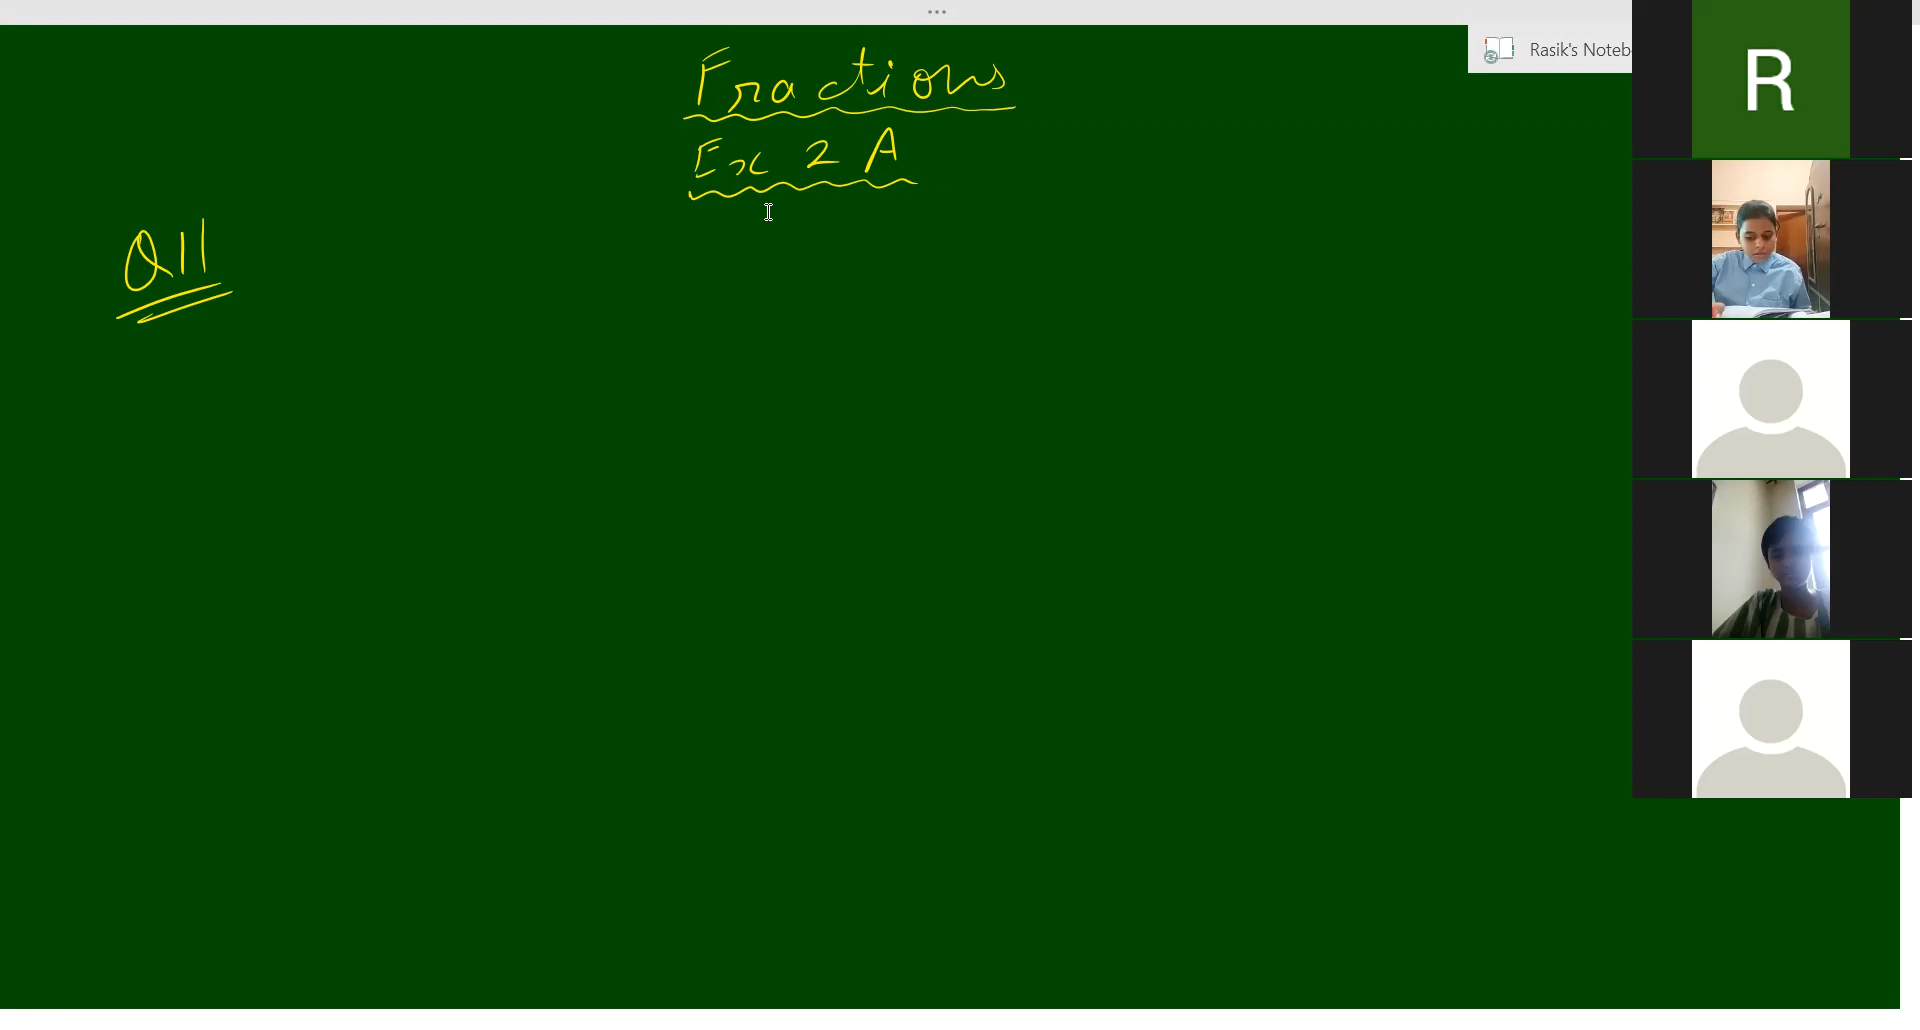 Fractions
Ex 2 A
Q11
Rasik's Noteb
R